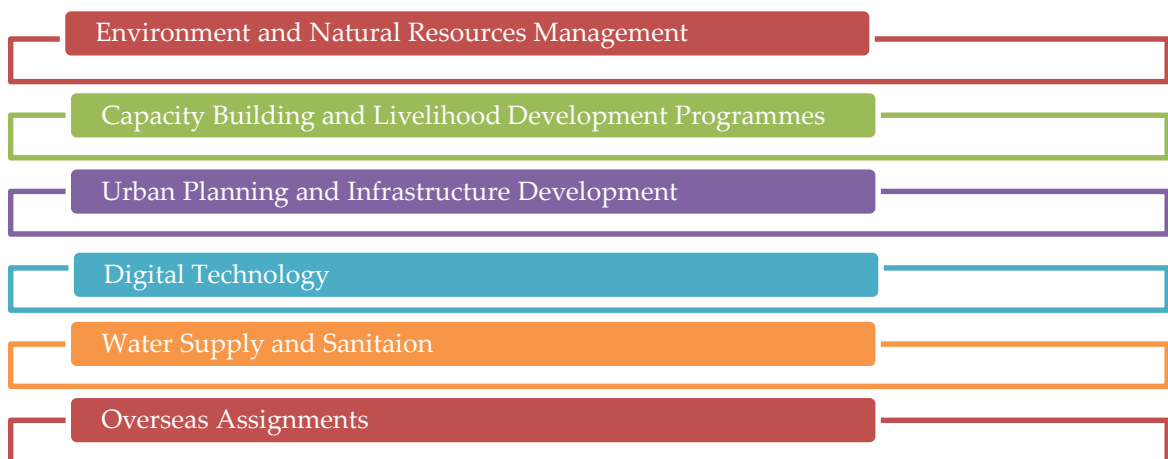 Environment and Natural Resources Management
Capacity Building and Livelihood Development Programmes
Urban Planning and Infrastructure Development
Digital Technology
Water Supply and Sanitaion
Overseas Assignments